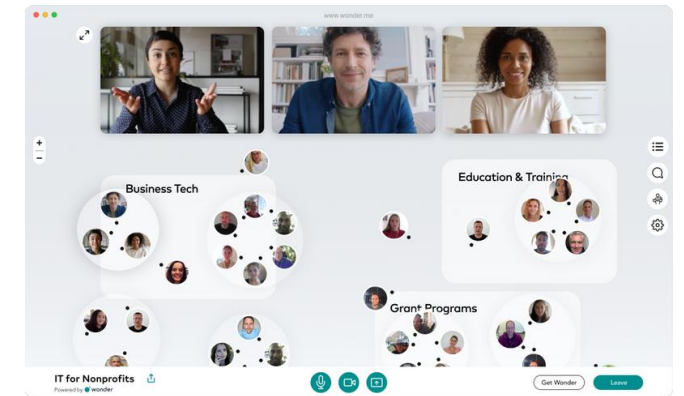 www.wonder.me
Business Tech
Education & Training
Grant Programs
IT for Nonprofits
Powered by wonder
Get Wonder
Leave